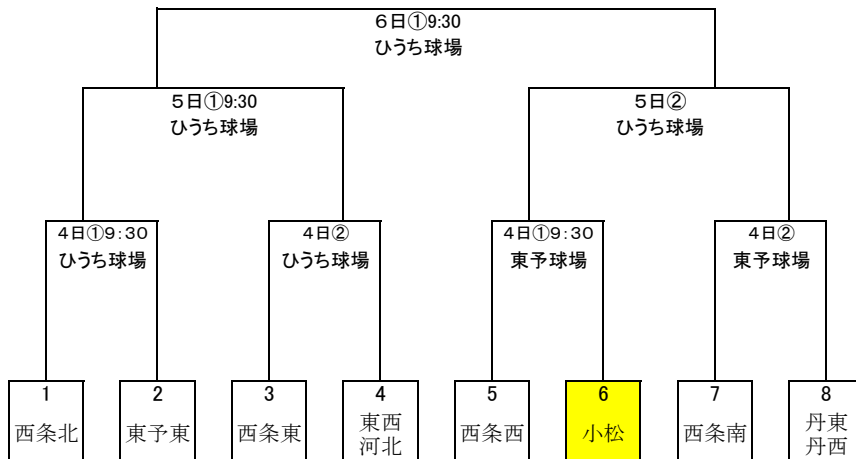 6日①9:30
ひうち球場
5日①9:30
ひうち球場
5日②
ひうち球場
4日①9:30
ひうち球場
4日②
ひうち球場
4日①9:30
東予球場
4日②
東予球場
1
西条北
2
東予東
3
西条東
4
東西
河北
5
西条西
6
小松
7
西条南
8
丹東
丹西